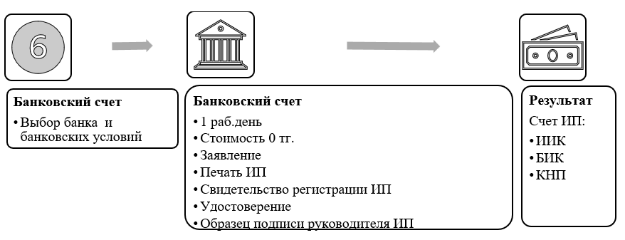 6
Банковский счет
• Выбор банка и
банковских условий
Банковский счет
• 1 раб.день
• Стоимость 0 тг.
• Заявление
• Печать ИП
• Свидетельство регистрации ИП
• Удостоверение
• Образец подписи руководителя ИП
Результат
Счет ИП:
• ИИК
• БИК
• КНП